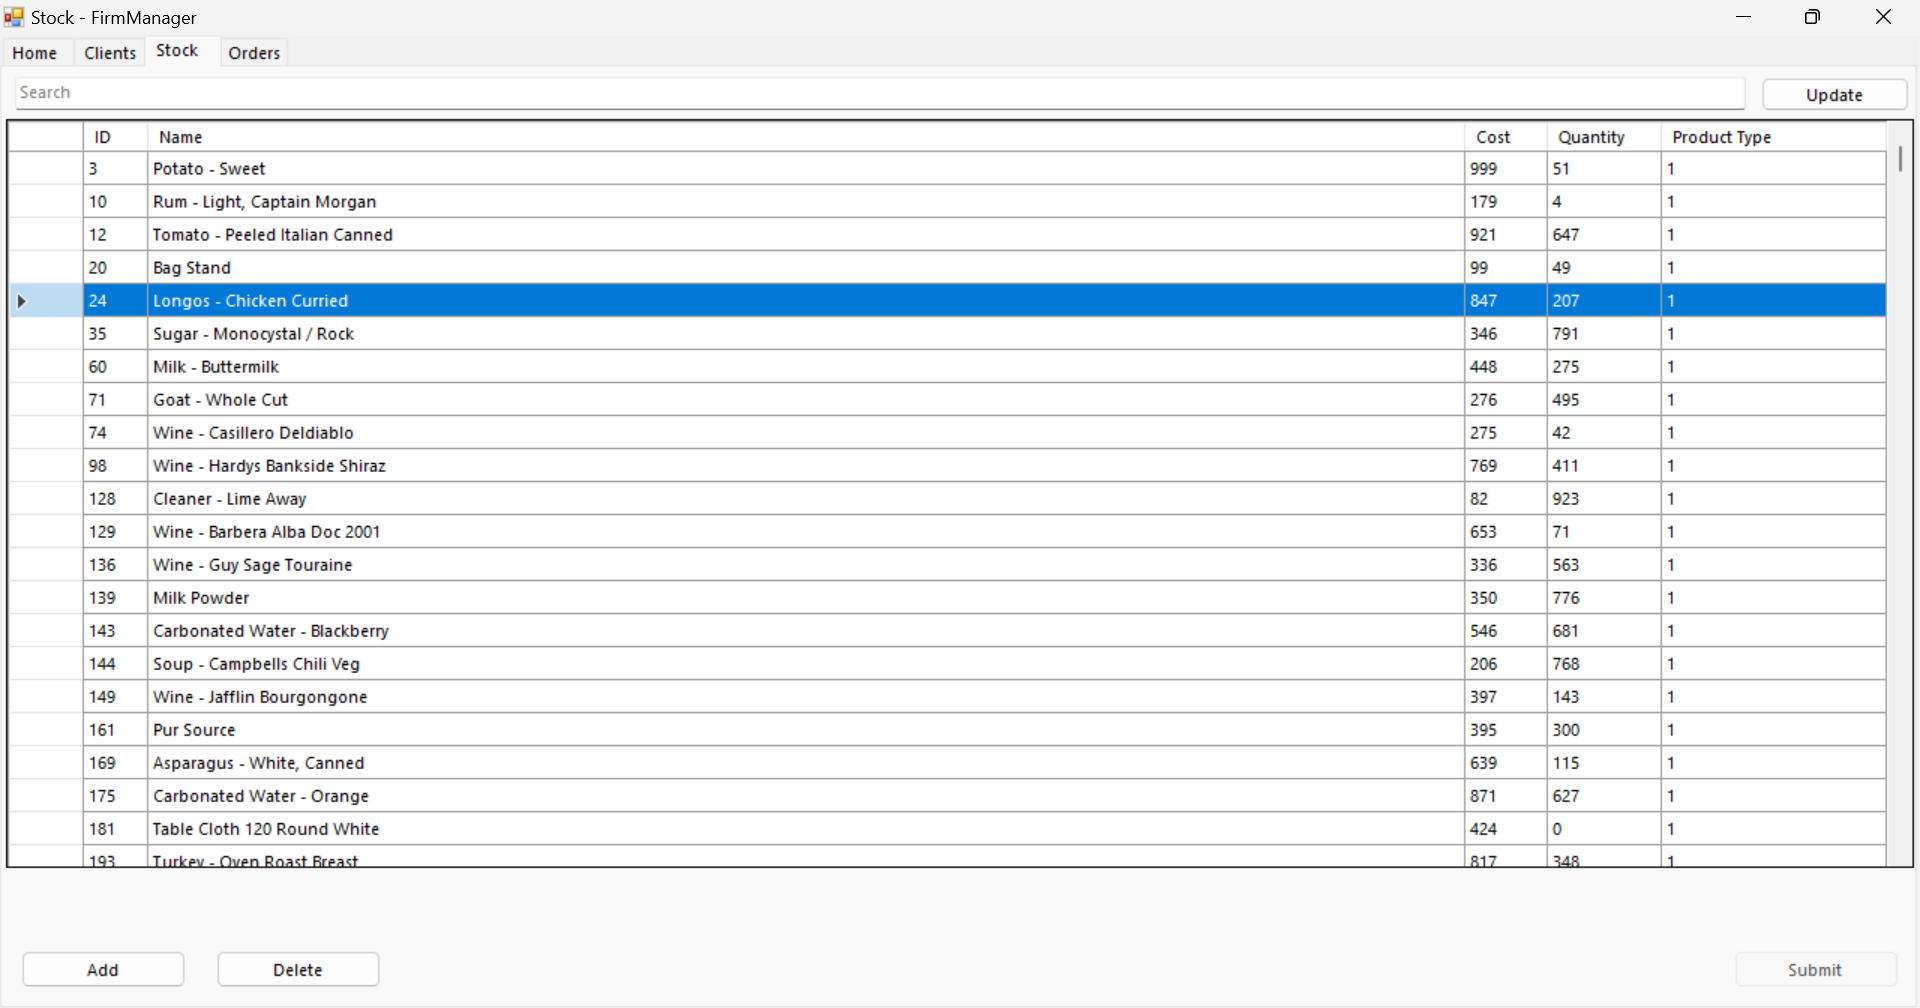 Stock - FirmManager
Home Clients Stock Orders
Search Update
ID Name Cost Quantity Product Type
3 Potato - Sweet 999 51 1
10 Rum - Light, Captain Morgan 179 4 1
12 Tomato - Peeled Italian Canned 921 647 1
20 Bag Stand 99 49 1
24 Longos - Chicken Curried 847 207 1
35 Sugar - Monocystal / Rock 346 791 1
60 Milk - Buttermilk 448 275 1
71 Goat - Whole Cut 276 495 1
74 Wine - Casillero Deldiablo 275 42 1
98 Wine - Hardys Bankside Shiraz 769 411 1
128 Cleaner - Lime Away 82 923 1
129 Wine - Barbera Alba Doc 2001 653 71 1
136 Wine - Guy Sage Touraine 336 563 1
139 Milk Powder 350 776 1
143 Carbonated Water - Blackberry 546 681 1
144 Soup - Campbells Chili Veg 206 768 1
149 Wine - Jafflin Bourgongone 397 143 1
161 Pur Source 395 300 1
169 Asparagus - White, Canned 639 115 1
175 Carbonated Water - Orange 871 627 1
181 Table Cloth 120 Round White 424 0 1
193 Turkey - Oven Roast Breast 817 348 1
Add Delete Submit